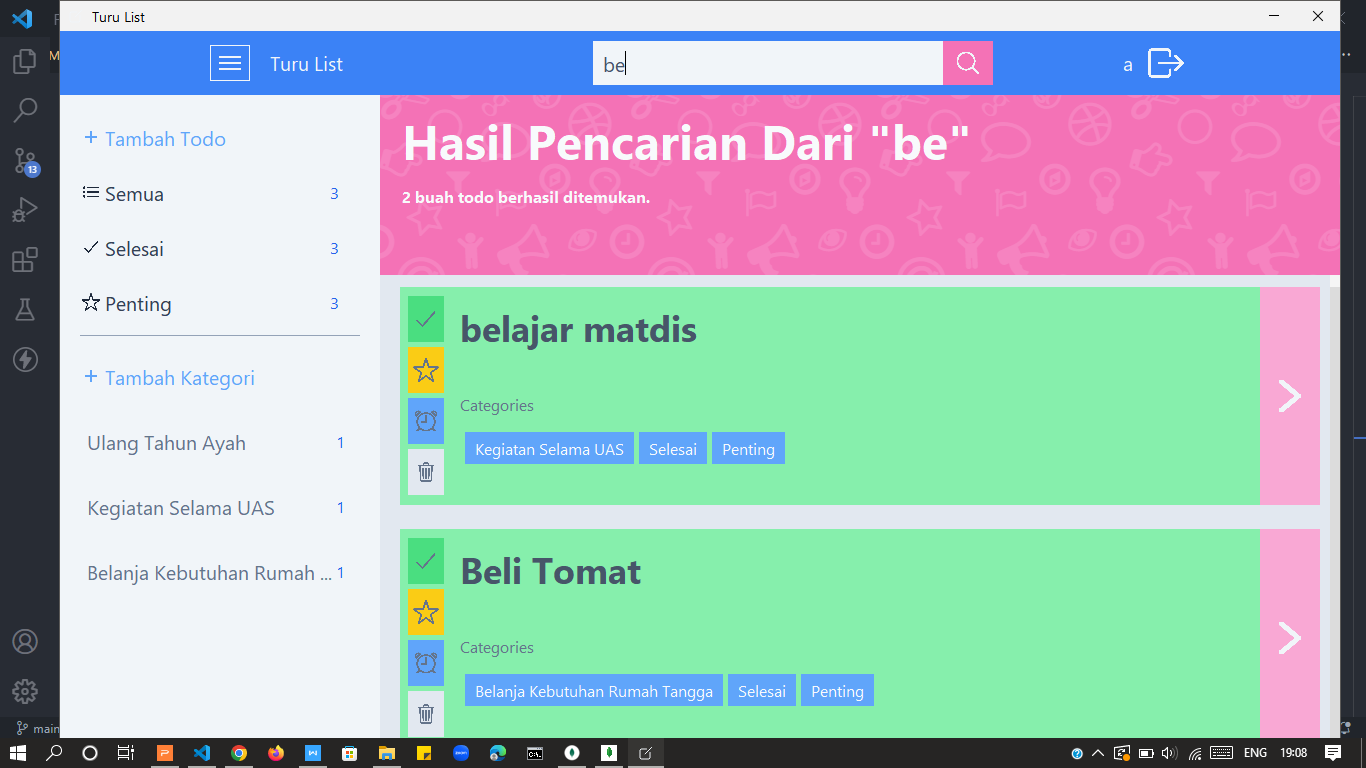 Turu List
Turu List
be
a
+ Tambah Todo
Semua 3
Selesai 3
Penting 3
+ Tambah Kategori
Ulang Tahun Ayah 1
Kegiatan Selama UAS 1
Belanja Kebutuhan Rumah ... 1
Hasil Pencarian Dari "be"
2 buah todo berhasil ditemukan.
belajar matdis
Categories
Kegiatan Selama UAS Selesai Penting
Beli Tomat
Categories
Belanja Kebutuhan Rumah Tangga Selesai Penting
13
main
ENG 19:08